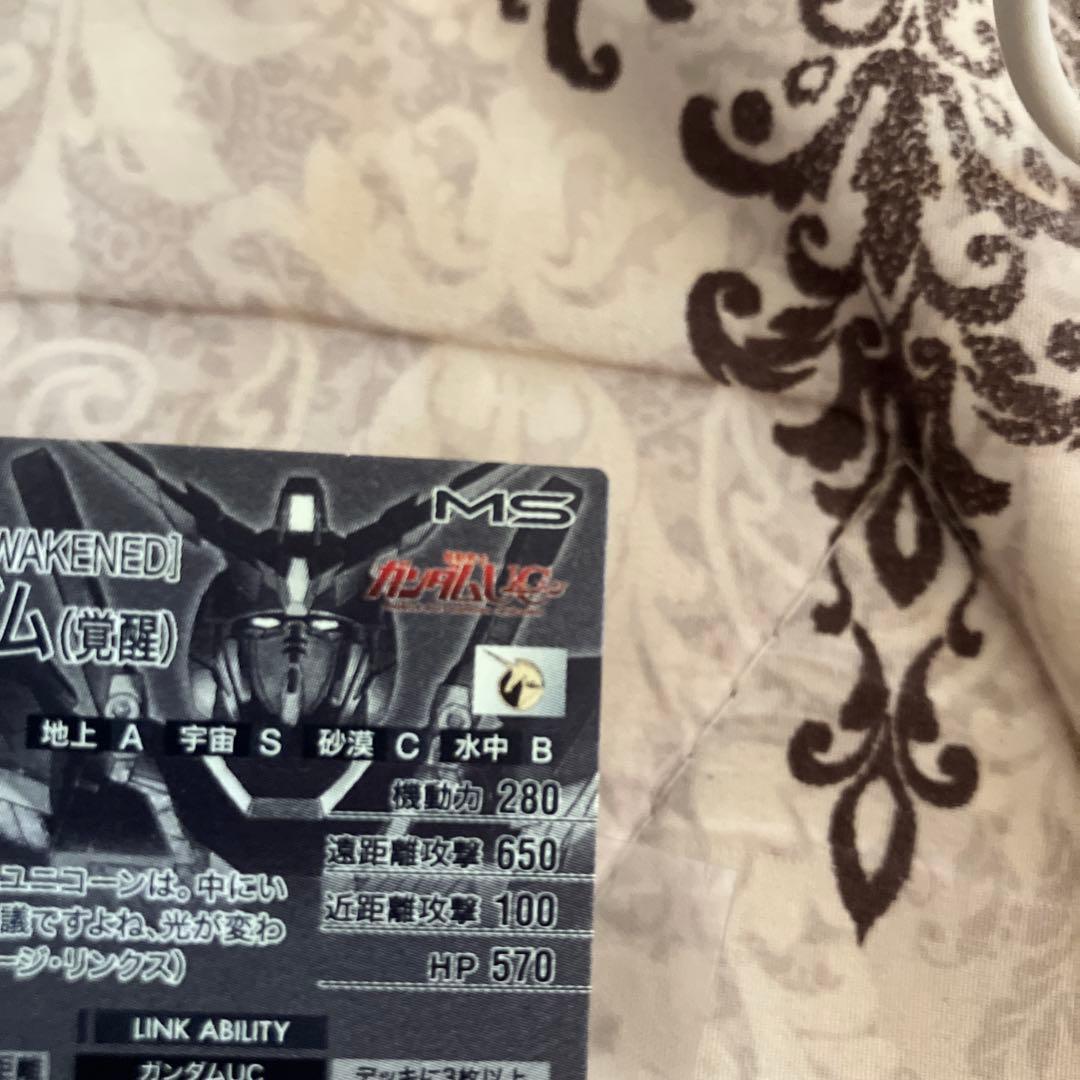 MS
WAKENED]
ガンダムUC
ム(覚醒)
地上 A 宇宙 S 砂漠 C 水中 B
機動力 280
遠距離攻撃 650
近距離攻撃 100
HP 570
ユニコーンは。中にい
議ですよね、光が変わ
ージ・リンクス)
LINK ABILITY
ガンダムUC
デッキに3枚以上